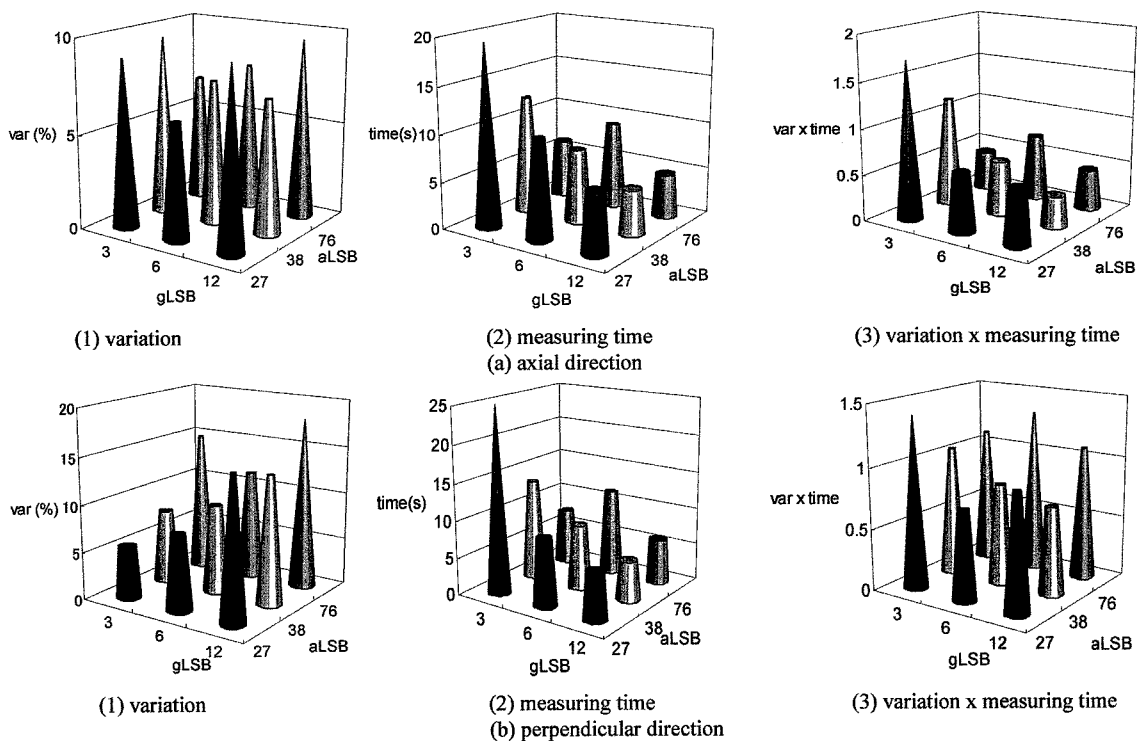 10
5
0
var (%)
3
6
12
gLSB
27
38
76
aLSB
(1) variation
20
15
10
5
0
time(s)
3
6
12
gLSB
27
38
76
aLSB
(2) measuring time
2
1.5
1
0.5
0
var x time
3
6
12
gLSB
27
38
76
aLSB
(3) variation x measuring time
(a) axial direction
20
15
10
5
0
var (%)
3
6
12
gLSB
27
38
76
aLSB
(1) variation
25
20
15
10
5
0
time(s)
3
6
12
gLSB
27
38
76
aLSB
(2) measuring time
1.5
1
0.5
0
var x time
3
6
12
gLSB
27
38
76
aLSB
(3) variation x measuring time
(b) perpendicular direction